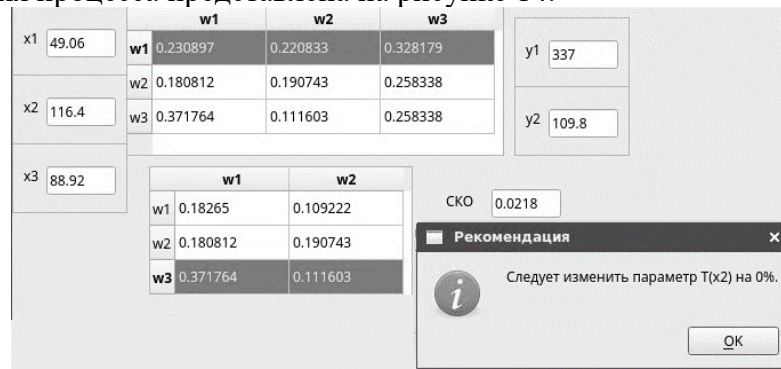 w1 w2 w3
x1 49.06 w1 0.230897 0.220833 0.328179 y1 337
w2 0.180812 0.190743 0.258338
x2 116.4 w3 0.371764 0.111603 0.258338 y2 109.8
x3 88.92 w1 w2
w1 0.18265 0.109222 СКО 0.0218
w2 0.180812 0.190743 Рекомендация x
w3 0.371764 0.111603 Следует изменить параметр T(x2) на 0%.
OK